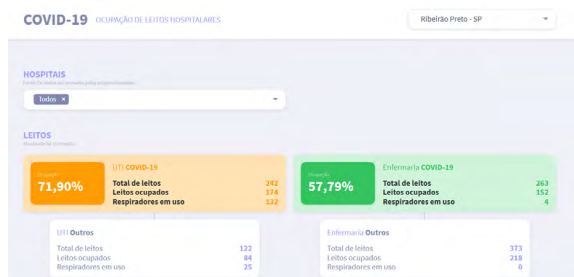 COVID-19 OCUPAÇÃO DE LEITOS HOSPITALARES
Ribeirão Preto - SP
HOSPITAIS
Todos ×
LEITOS
Ocupação
71,90%
UTI COVID-19
Total de leitos 242
Leitos ocupados 174
Respiradores em uso 122
Ocupação
57,79%
Enfermaria COVID-19
Total de leitos 263
Leitos ocupados 152
Respiradores em uso 4
UTI Outros
Total de leitos 122
Leitos ocupados 84
Respiradores em uso 25
Enfermaria Outros
Total de leitos 373
Leitos ocupados 218
Respiradores em uso 0